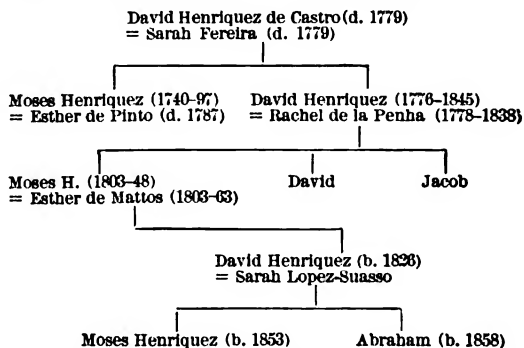 David Henriquez de Castro (d. 1779)
= Sarah Fereira (d. 1779)
Moses Henriquez (1740–97) David Henriquez (1776–1845)
= Esther de Pinto (d. 1787) = Rachel de la Penha (1778–1838)
Moses H. (1803–48) David Jacob
= Esther de Mattos (1803–63)
David Henriquez (b. 1826)
= Sarah Lopez-Suasso
Moses Henriquez (b. 1853) Abraham (b. 1858)